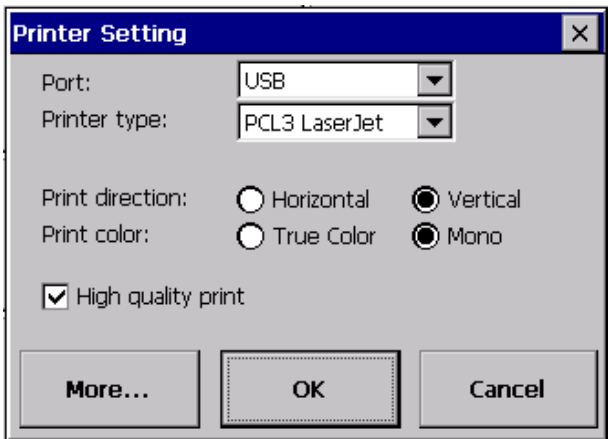 Printer Setting
Port: USB
Printer type: PCL3 LaserJet
Print direction: Horizontal Vertical
Print color: True Color Mono
High quality print
More... OK Cancel